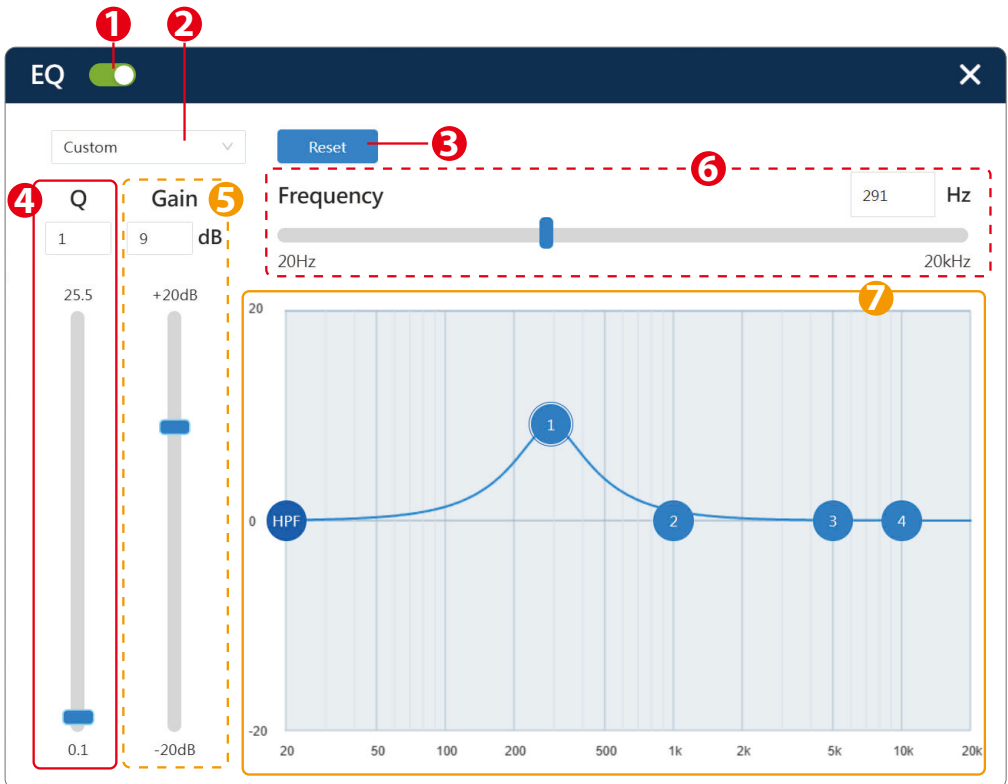 1 2
EQ
Custom Reset 3
6
4 Q Gain 5 Frequency 291 Hz
1 9 dB
20Hz 20kHz
25.5 +20dB 7
20
1
0 HPF 2 3 4
-20
0.1 -20dB 20 50 100 200 500 1k 2k 5k 10k 20k